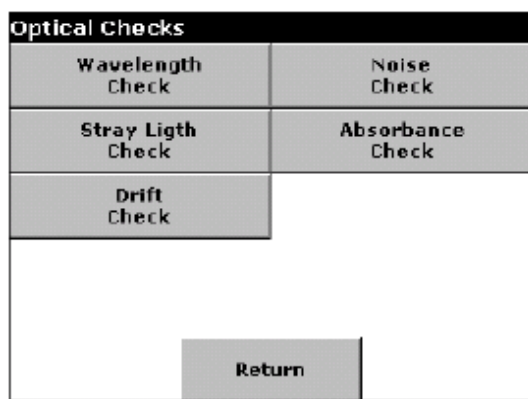 Optical Checks
Wavelength
Check
Noise
Check
Stray Ligth
Check
Absorbance
Check
Drift
Check
Return